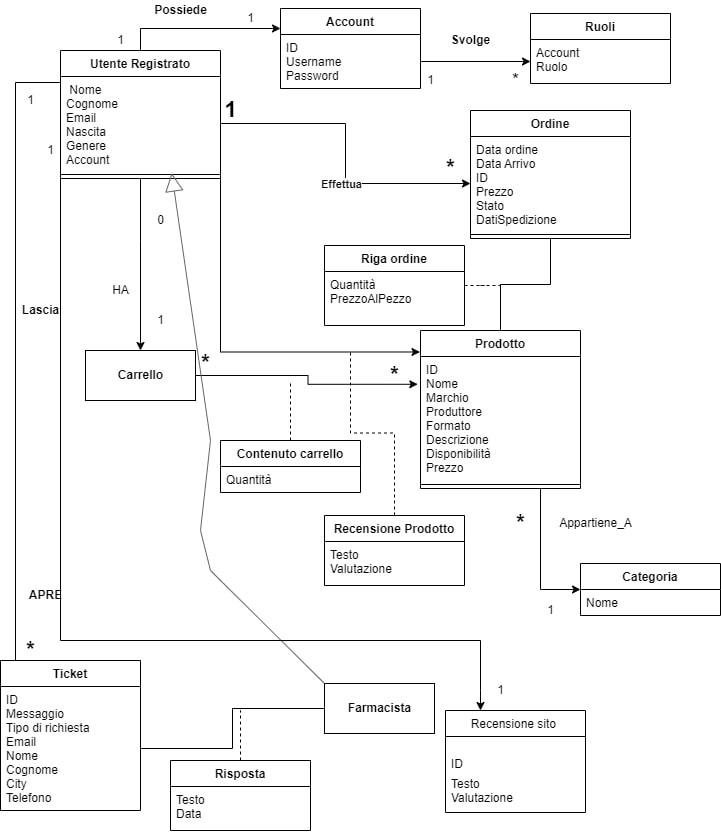 Possiede
1
1
Account
ID
Username
Password
Svolge
1
*
Ruoli
Account
Ruolo
Utente Registrato
Nome
Cognome
Email
Nascita
Genere
Account
1
1
1
Effettua
*
Ordine
Data ordine
Data Arrivo
ID
Prezzo
Stato
DatiSpedizione
0
HA
1
Riga ordine
Quantità
PrezzoAlPezzo
Lascia
Carrello
*
*
Prodotto
ID
Nome
Marchio
Produttore
Formato
Descrizione
Disponibilità
Prezzo
Contenuto carrello
Quantità
Recensione Prodotto
Testo
Valutazione
*
Appartiene_A
1
Categoria
Nome
APRE
*
Ticket
ID
Messaggio
Tipo di richiesta
Email
Nome
Cognome
City
Telefono
Farmacista
1
Recensione sito
ID
Testo
Valutazione
Risposta
Testo
Data